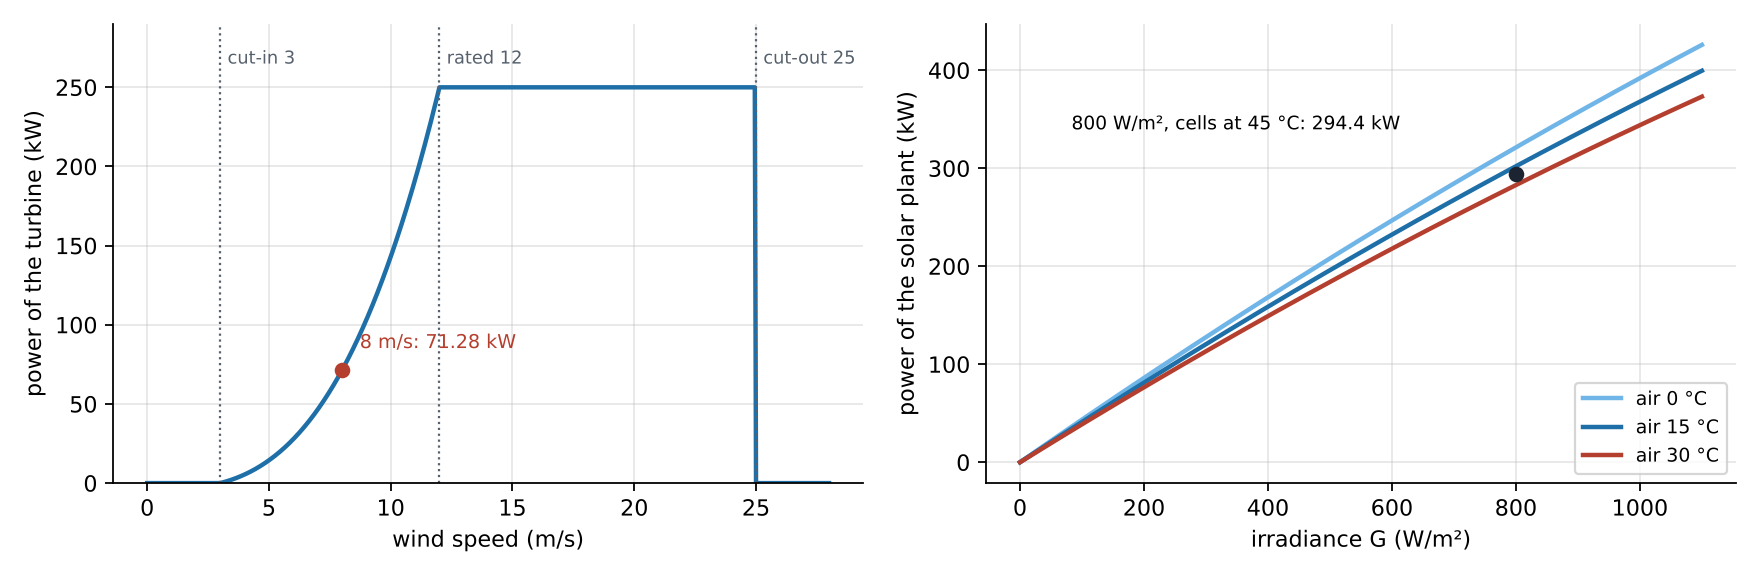 cut-in 3
rated 12
cut-out 25
250
200
150
100
50
0
power of the turbine (kW)
8 m/s: 71.28 kW
0
5
10
15
20
25
wind speed (m/s)
400
300
200
100
0
power of the solar plant (kW)
800 W/m², cells at 45 °C: 294.4 kW
air 0 °C
air 15 °C
air 30 °C
0
200
400
600
800
1000
irradiance G (W/m²)